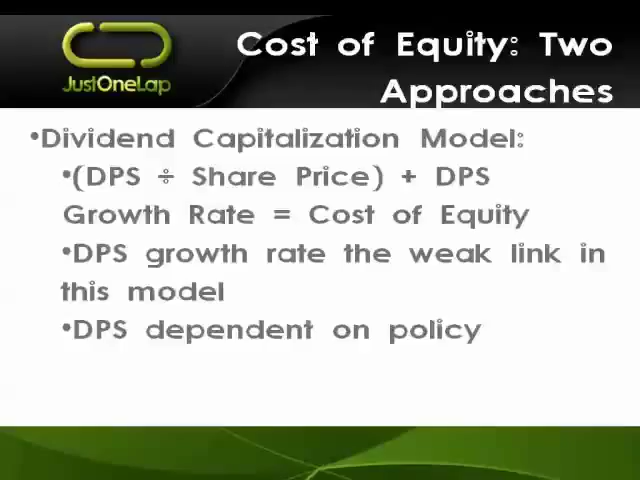 JustOneLap
Cost of Equity: Two
Approaches
•Dividend Capitalization Model:
•(DPS ÷ Share Price) + DPS
Growth Rate = Cost of Equity
•DPS growth rate the weak link in
this model
•DPS dependent on policy